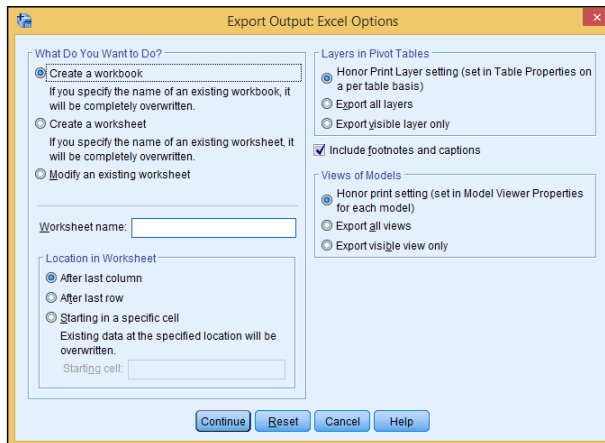 Export Output: Excel Options
What Do You Want to Do?
Create a workbook
If you specify the name of an existing workbook, it
will be completely overwritten.
Create a worksheet
If you specify the name of an existing worksheet, it
will be completely overwritten.
Modify an existing worksheet
Worksheet name:
Location in Worksheet
After last column
After last row
Starting in a specific cell
Existing data at the specified location will be
overwritten.
Starting cell:
Layers in Pivot Tables
Honor Print Layer setting (set in Table Properties on
a per table basis)
Export all layers
Export visible layer only
Include footnotes and captions
Views of Models
Honor print setting (set in Model Viewer Properties
for each model)
Export all views
Export visible view only
Continue
Reset
Cancel
Help